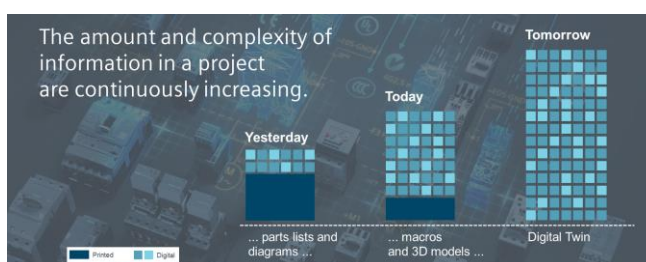 The amount and complexity of
information in a project
are continuously increasing.
Yesterday
Today
Tomorrow
... parts lists and
diagrams ...
... macros
and 3D models ...
Digital Twin
Printed
Digital